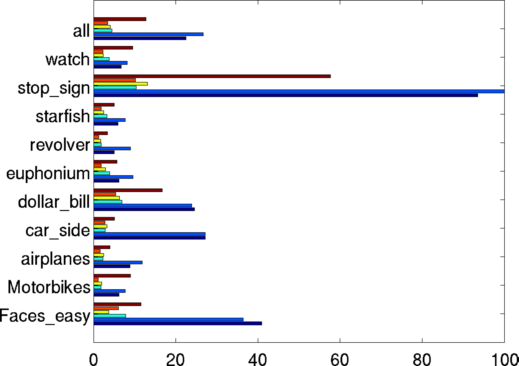 all
watch
stop_sign
starfish
revolver
euphonium
dollar_bill
car_side
airplanes
Motorbikes
Faces_easy
0 20 40 60 80 100